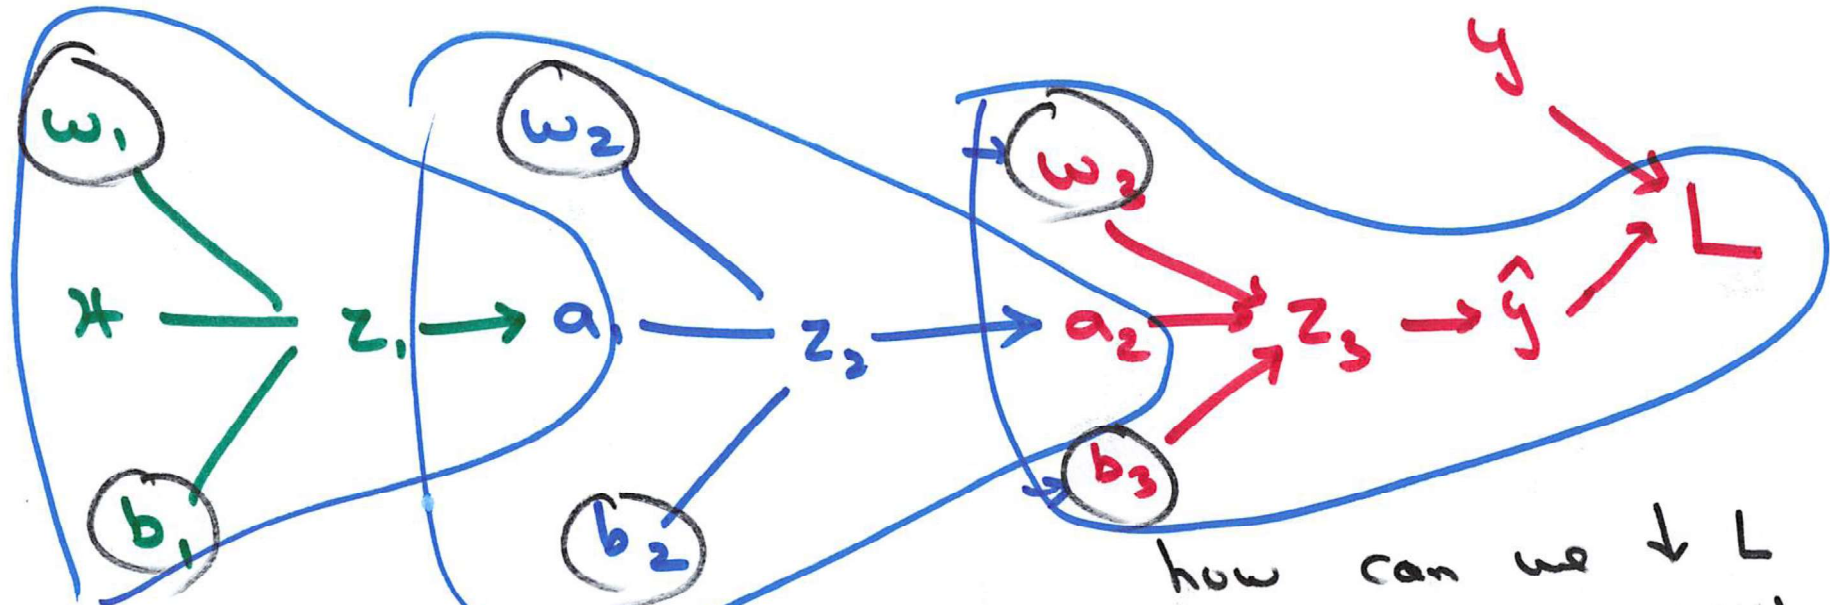 y
w₁ w₂ w₃
L
x z₁ a₁ z₂ a₂ z₃ ŷ
b₁ b₂ b₃
how can we ↓ L